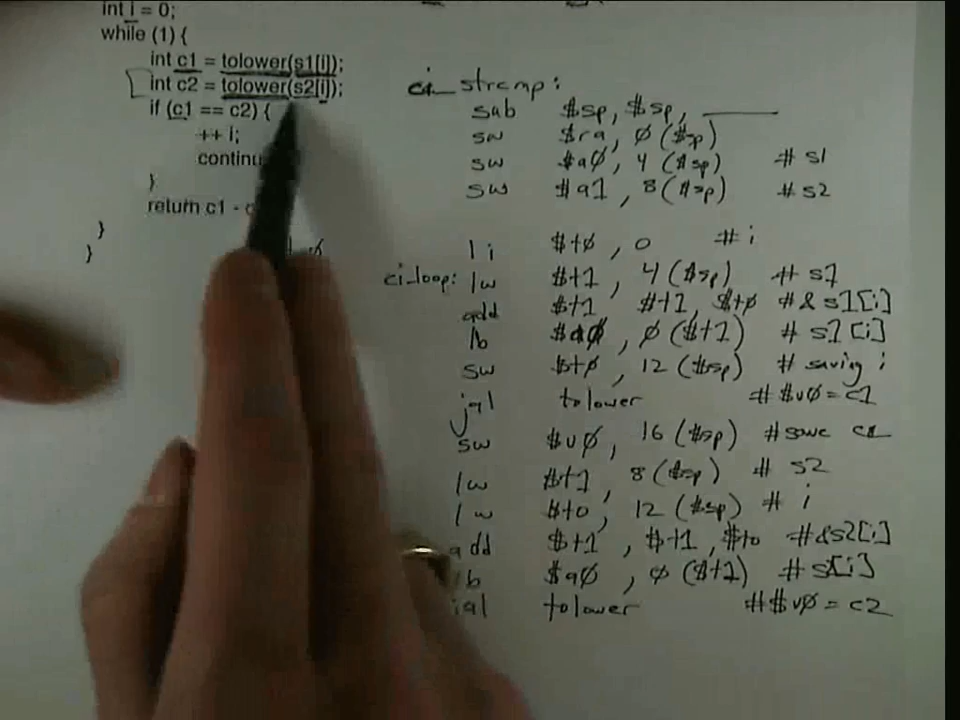 int i = 0;
while (1) {
int c1 = tolower(s1[i]);
int c2 = tolower(s2[i]);
if (c1 == c2) {
++ i;
continu
}
return c1 -
}
}
ci_strcmp:
sub $sp, $sp, ____
sw $ra, 0($sp)
sw $a0, 4($sp) # s1
sw $a1, 8($sp) # s2
li $t0, 0 # i
ci_loop: lw $t1, 4($sp) # s1
add $t1 $t1, $t0 # &s1[i]
lb $a0, 0($t1) # s1[i]
sw $t0, 12($sp) # saving i
jal tolower # $v0 = c1
sw $v0, 16($sp) # save c1
lw $t1, 8($sp) # s2
lw $t0, 12($sp) # i
add $t1, $t1, $t0 # &s2[i]
lb $a0, 0($t1) # s[i]
jal tolower # $v0 = c2